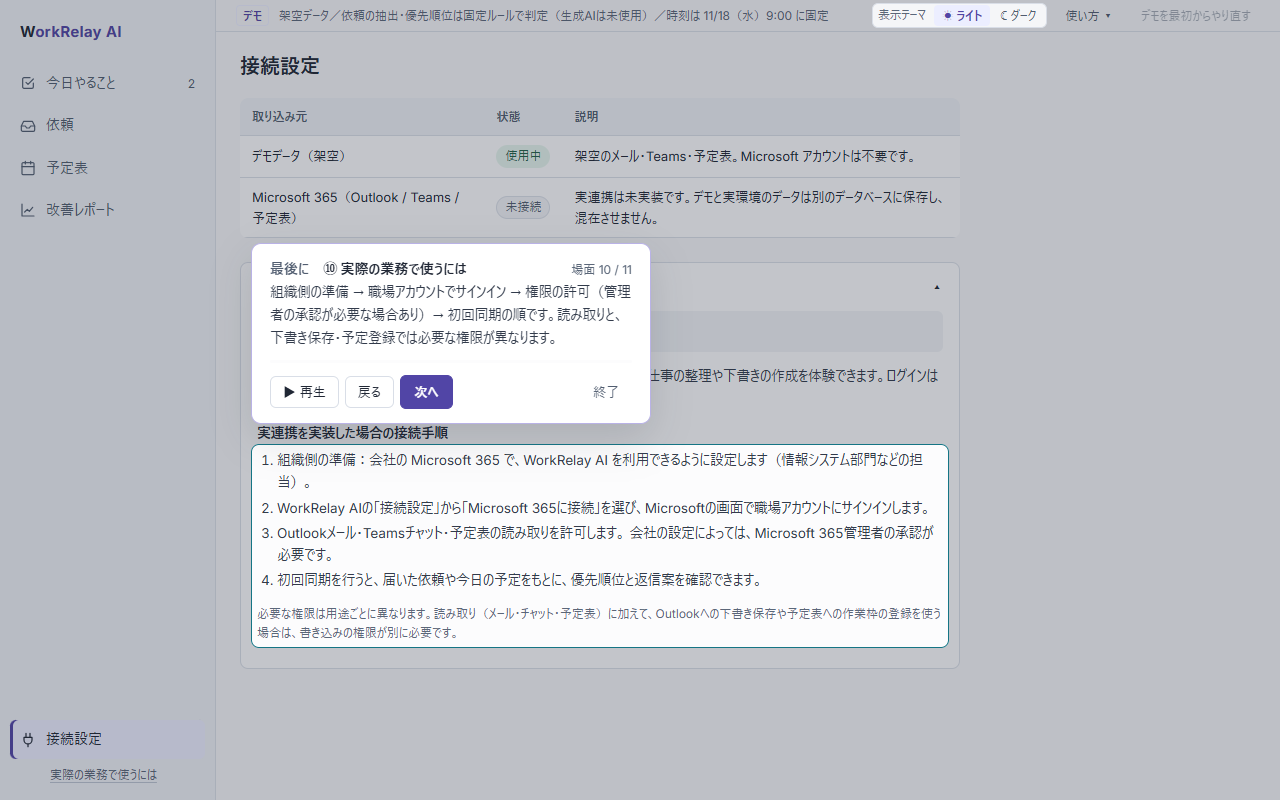 WorkRelay AI
デモ 架空データ／依頼の抽出・優先順位は固定ルールで判定（生成AIは未使用）／時刻は 11/18（水）9:00 に固定
表示テーマ ライト ダーク
使い方 ▼
デモを最初からやり直す
今日やること 2
依頼
予定表
改善レポート
接続設定
実際の業務で使うには
接続設定
取り込み元 状態 説明
デモデータ（架空） 使用中 架空のメール・Teams・予定表。Microsoft アカウントは不要です。
Microsoft 365（Outlook / Teams /
予定表）
未接続
実連携は未実装です。デモと実環境のデータは別のデータベースに保存し、
混在させません。
最後に ⑩ 実際の業務で使うには 場面 10 / 11
組織側の準備 → 職場アカウントでサインイン → 権限の許可（管理
者の承認が必要な場合あり）→ 初回同期の順です。読み取りと、
下書き保存・予定登録では必要な権限が異なります。
▶ 再生 戻る 次へ 終了
▲
仕事の整理や下書きの作成を体験できます。ログインは
実連携を実装した場合の接続手順
1. 組織側の準備：会社の Microsoft 365 で、WorkRelay AI を利用できるように設定します（情報システム部門などの担
当）。
2. WorkRelay AIの「接続設定」から「Microsoft 365に接続」を選び、Microsoftの画面で職場アカウントにサインインします。
3. Outlookメール・Teamsチャット・予定表の読み取りを許可します。会社の設定によっては、Microsoft 365管理者の承認が
必要です。
4. 初回同期を行うと、届いた依頼や今日の予定をもとに、優先順位と返信案を確認できます。
必要な権限は用途ごとに異なります。読み取り（メール・チャット・予定表）に加えて、Outlookへの下書き保存や予定表への作業枠の登録を使う
場合は、書き込みの権限が別に必要です。